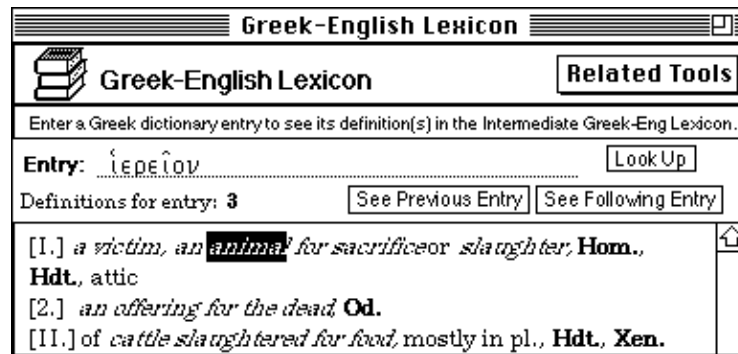 Greek-English Lexicon
Greek-English Lexicon
Related Tools
Enter a Greek dictionary entry to see its definition(s) in the Intermediate Greek-Eng Lexicon.
Entry: ἱερεῖον
Look Up
Definitions for entry: 3
See Previous Entry
See Following Entry
[I.] a victim, an animal for sacrificeor slaughter, Hom.,
Hdt., attic
[2.] an offering for the dead, Od.
[II.] of cattle slaughtered for food, mostly in pl., Hdt., Xen.